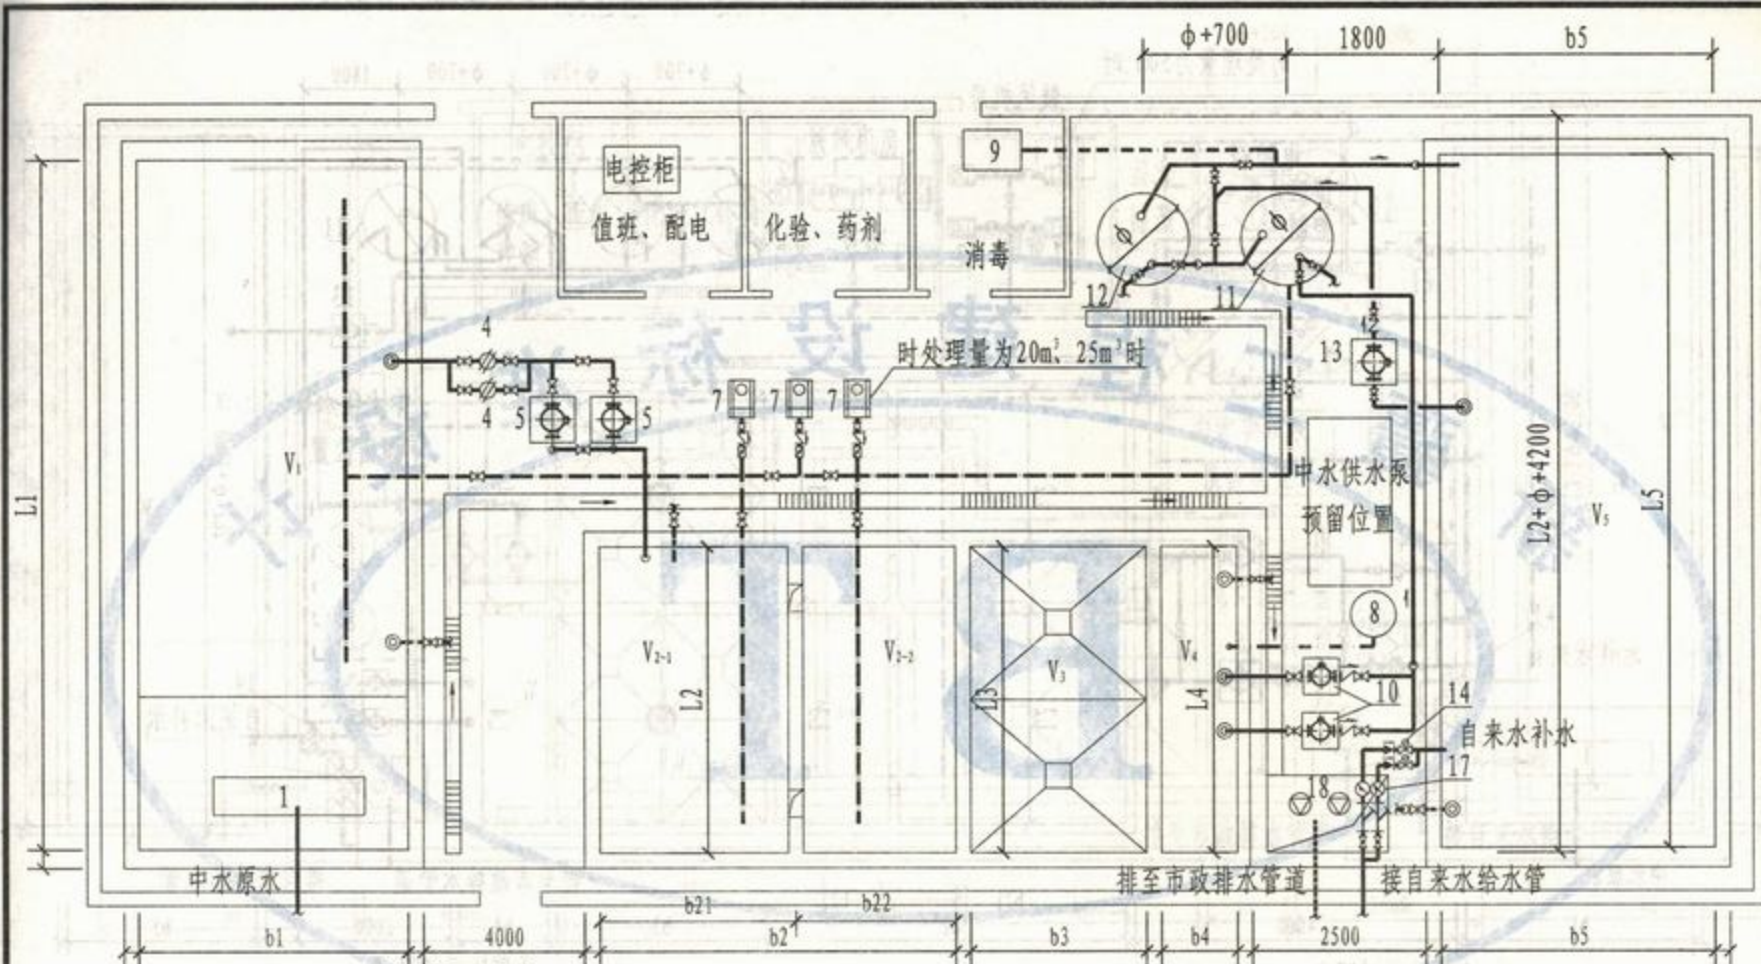 φ+700
1800
b5
9
电控柜
值班、配电
化验、药剂
消毒
12
11
4
时处理量为20m³、25m³时
13
7
7
7
4
5
5
V₁
L1
中水供水泵
预留位置
L2+φ+4200
V₅
L5
8
V₂₋₁
V₂₋₂
V₃
V₄
L2
L3
L4
10
14
自来水补水
17
18
1
中水原水
排至市政排水管道
接自来水给水管
b21
b22
b1
4000
b2
b3
b4
2500
b5